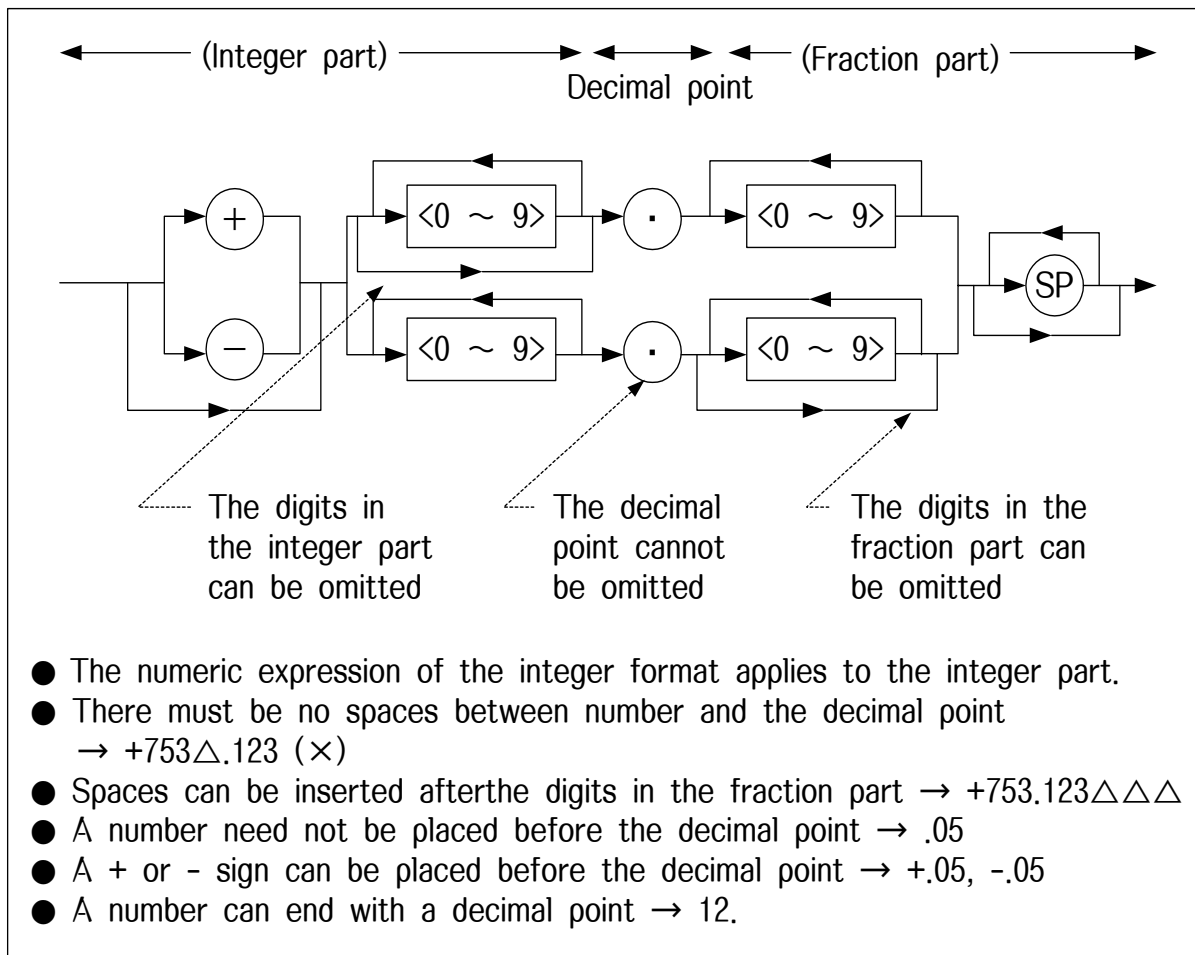 (Integer part)
(Fraction part)
Decimal point
+
<0 ~ 9>
.
<0 ~ 9>
SP
−
<0 ~ 9>
.
<0 ~ 9>
The digits in
the integer part
can be omitted
The decimal
point cannot
be omitted
The digits in the
fraction part can
be omitted
● The numeric expression of the integer format applies to the integer part.
● There must be no spaces between number and the decimal point
→ +753△.123 (×)
● Spaces can be inserted afterthe digits in the fraction part → +753.123△△△
● A number need not be placed before the decimal point → .05
● A + or - sign can be placed before the decimal point → +.05, -.05
● A number can end with a decimal point → 12.